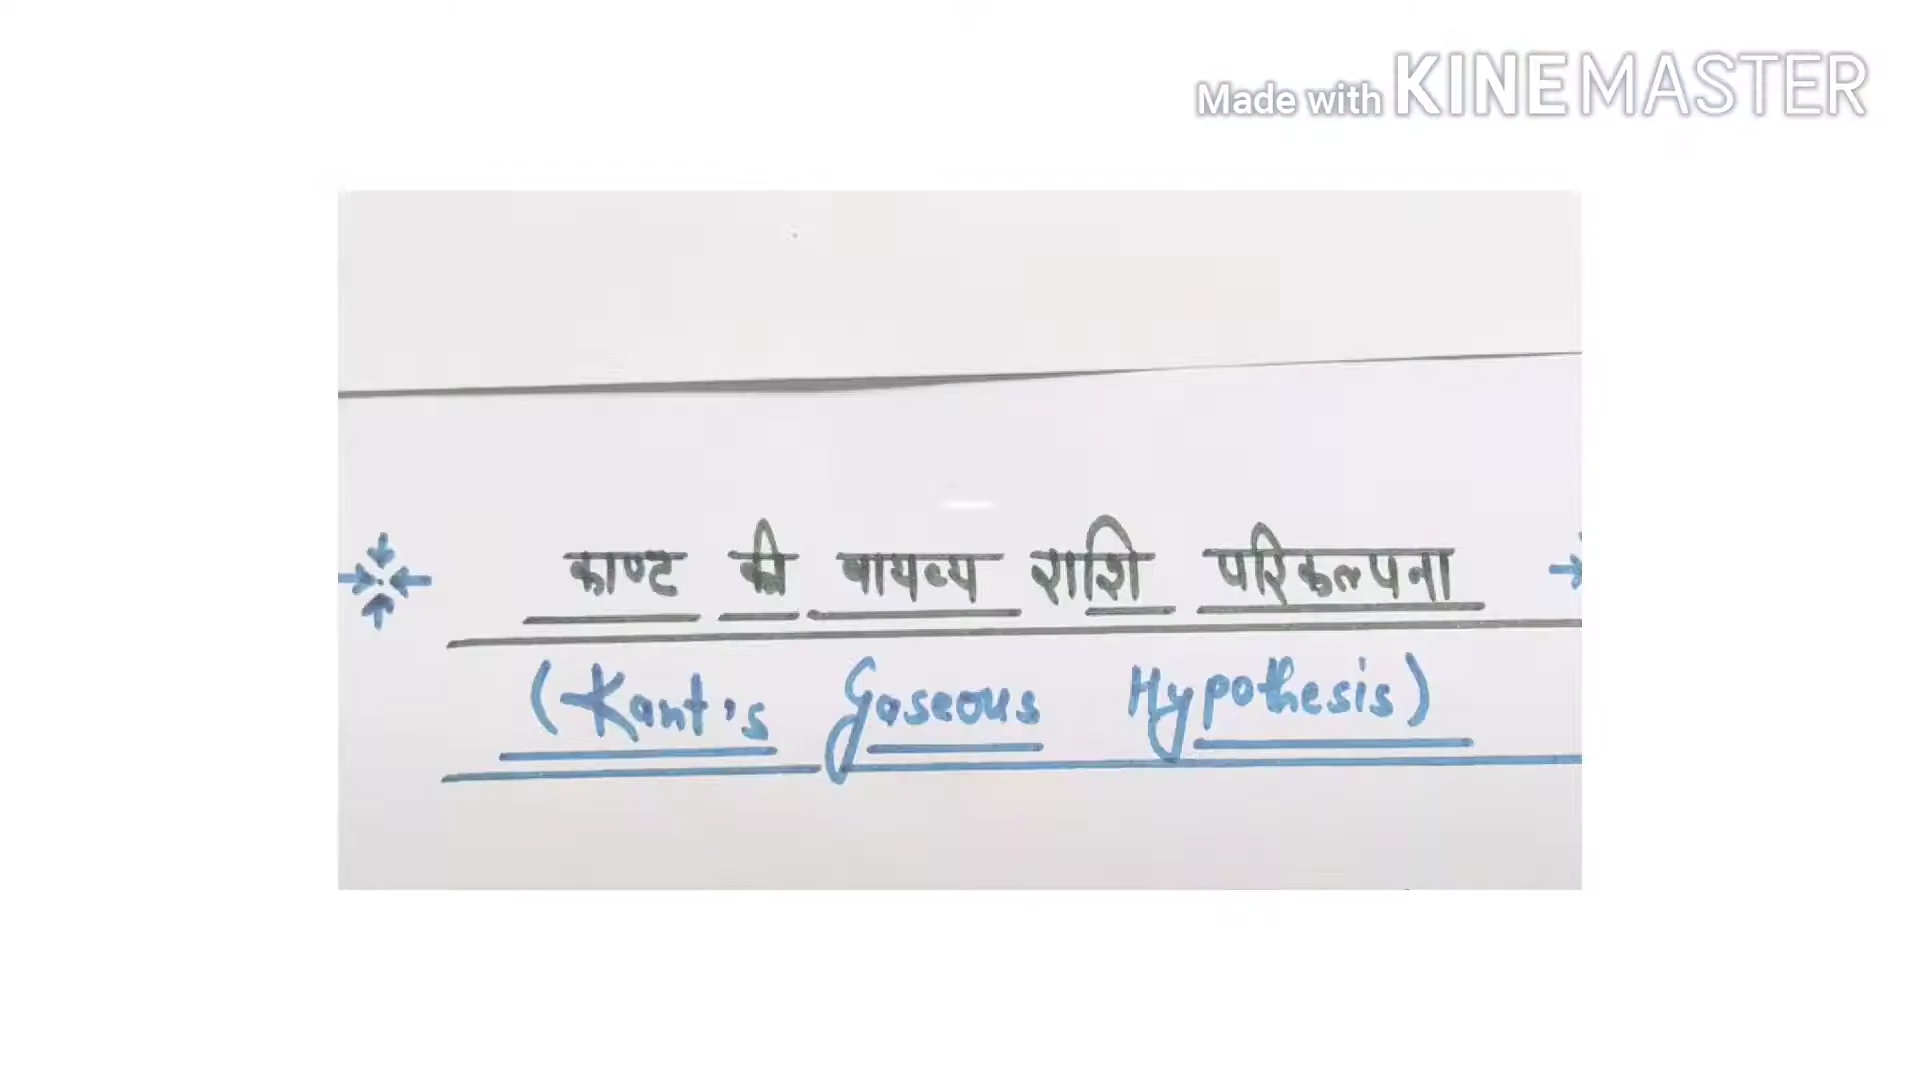 Made with KINEMASTER
काण्ट की वायव्य राशि परिकल्पना
(Kant's Gaseous Hypothesis)